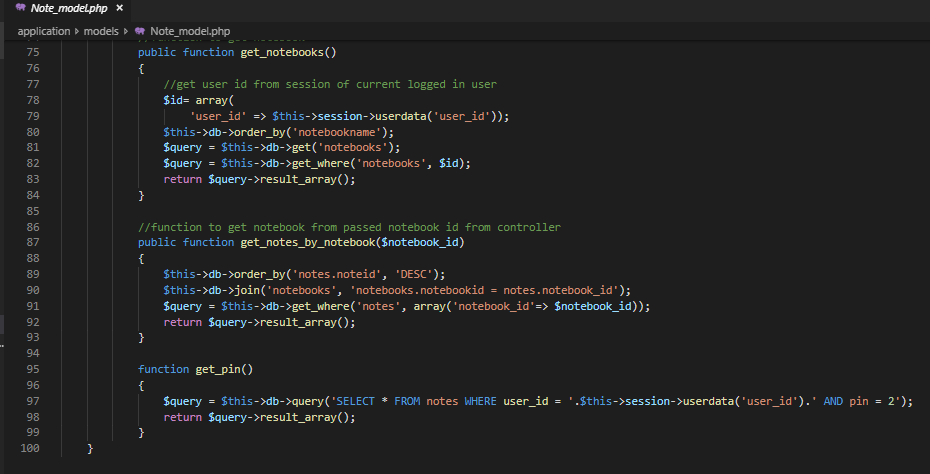 Note_model.php ×
application > models > Note_model.php
75 public function get_notebooks()
76 {
77 //get user id from session of current logged in user
78 $id= array(
79 'user_id' => $this->session->userdata('user_id'));
80 $this->db->order_by('notebookname');
81 $query = $this->db->get('notebooks');
82 $query = $this->db->get_where('notebooks', $id);
83 return $query->result_array();
84 }
85
86 //function to get notebook from passed notebook id from controller
87 public function get_notes_by_notebook($notebook_id)
88 {
89 $this->db->order_by('notes.noteid', 'DESC');
90 $this->db->join('notebooks', 'notebooks.notebookid = notes.notebook_id');
91 $query = $this->db->get_where('notes', array('notebook_id'=> $notebook_id));
92 return $query->result_array();
93 }
94
95 function get_pin()
96 {
97 $query = $this->db->query('SELECT * FROM notes WHERE user_id = '.$this->session->userdata('user_id').' AND pin = 2');
98 return $query->result_array();
99 }
100 }